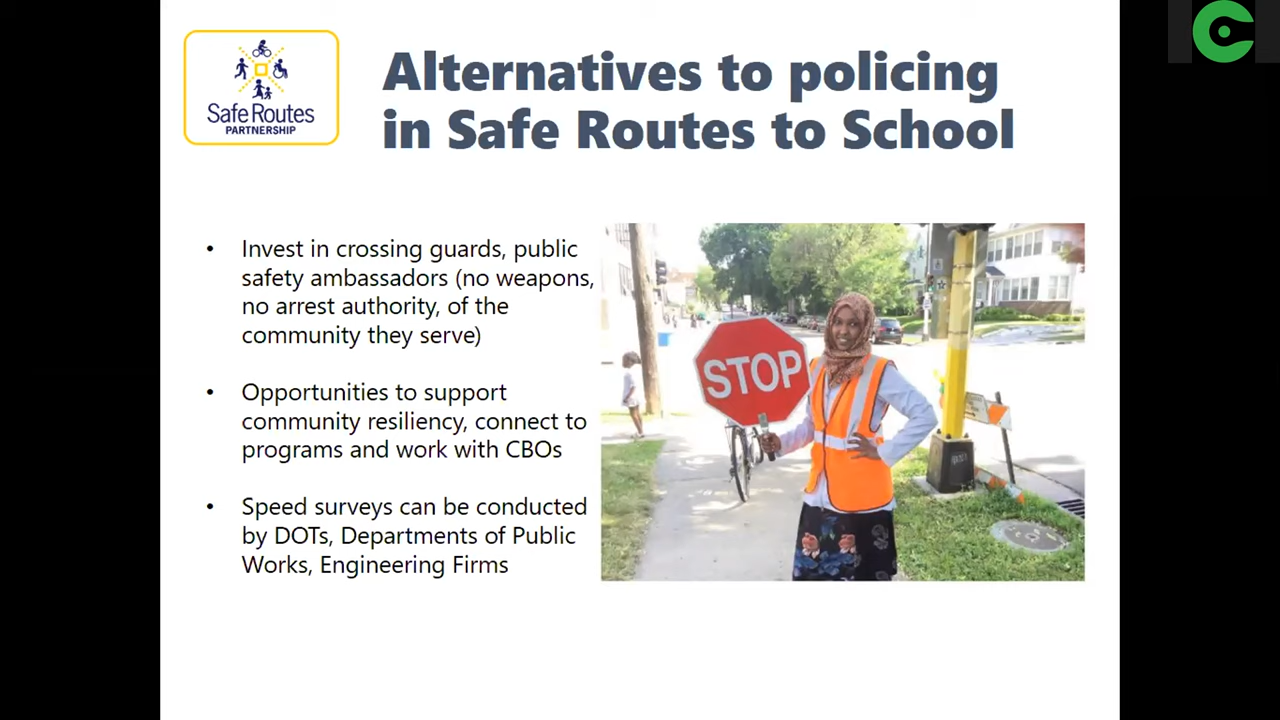 Safe Routes
PARTNERSHIP
Alternatives to policing
in Safe Routes to School
• Invest in crossing guards, public
safety ambassadors (no weapons,
no arrest authority, of the
community they serve)
• Opportunities to support
community resiliency, connect to
programs and work with CBOs
• Speed surveys can be conducted
by DOTs, Departments of Public
Works, Engineering Firms
STOP